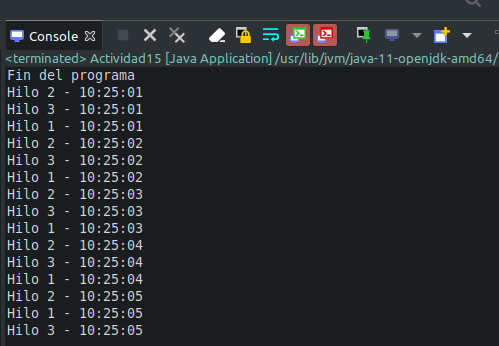 Console
<terminated> Actividad15 [Java Application] /usr/lib/jvm/java-11-openjdk-amd64/
Fin del programa
Hilo 2 - 10:25:01
Hilo 3 - 10:25:01
Hilo 1 - 10:25:01
Hilo 2 - 10:25:02
Hilo 3 - 10:25:02
Hilo 1 - 10:25:02
Hilo 2 - 10:25:03
Hilo 3 - 10:25:03
Hilo 1 - 10:25:03
Hilo 2 - 10:25:04
Hilo 3 - 10:25:04
Hilo 1 - 10:25:04
Hilo 2 - 10:25:05
Hilo 1 - 10:25:05
Hilo 3 - 10:25:05